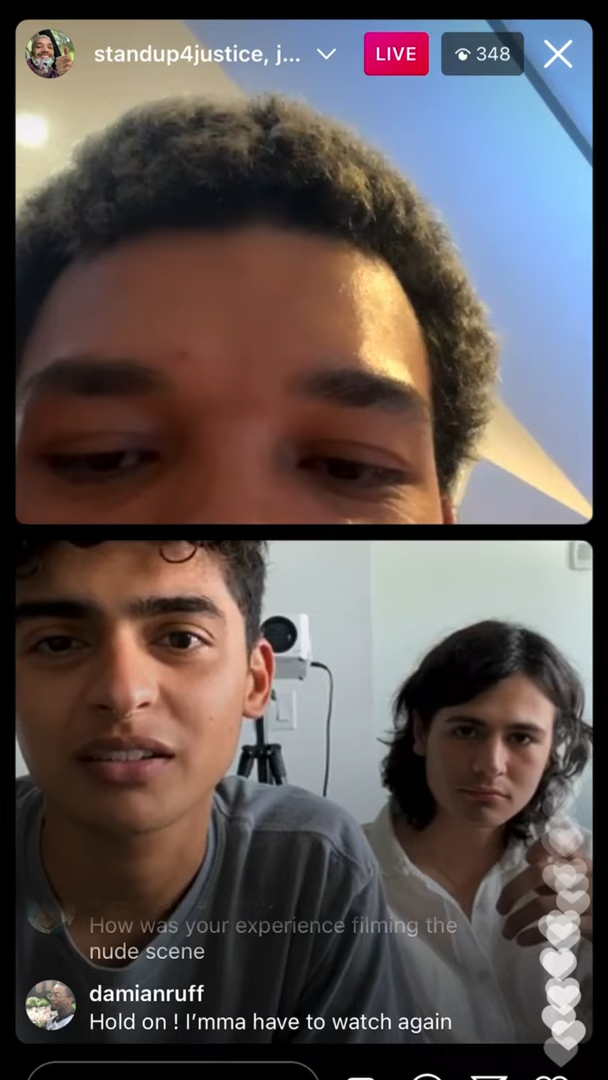 standup4justice, j...
LIVE
348
How was your experience filming the
nude scene
damianruff
Hold on ! I’mma have to watch again